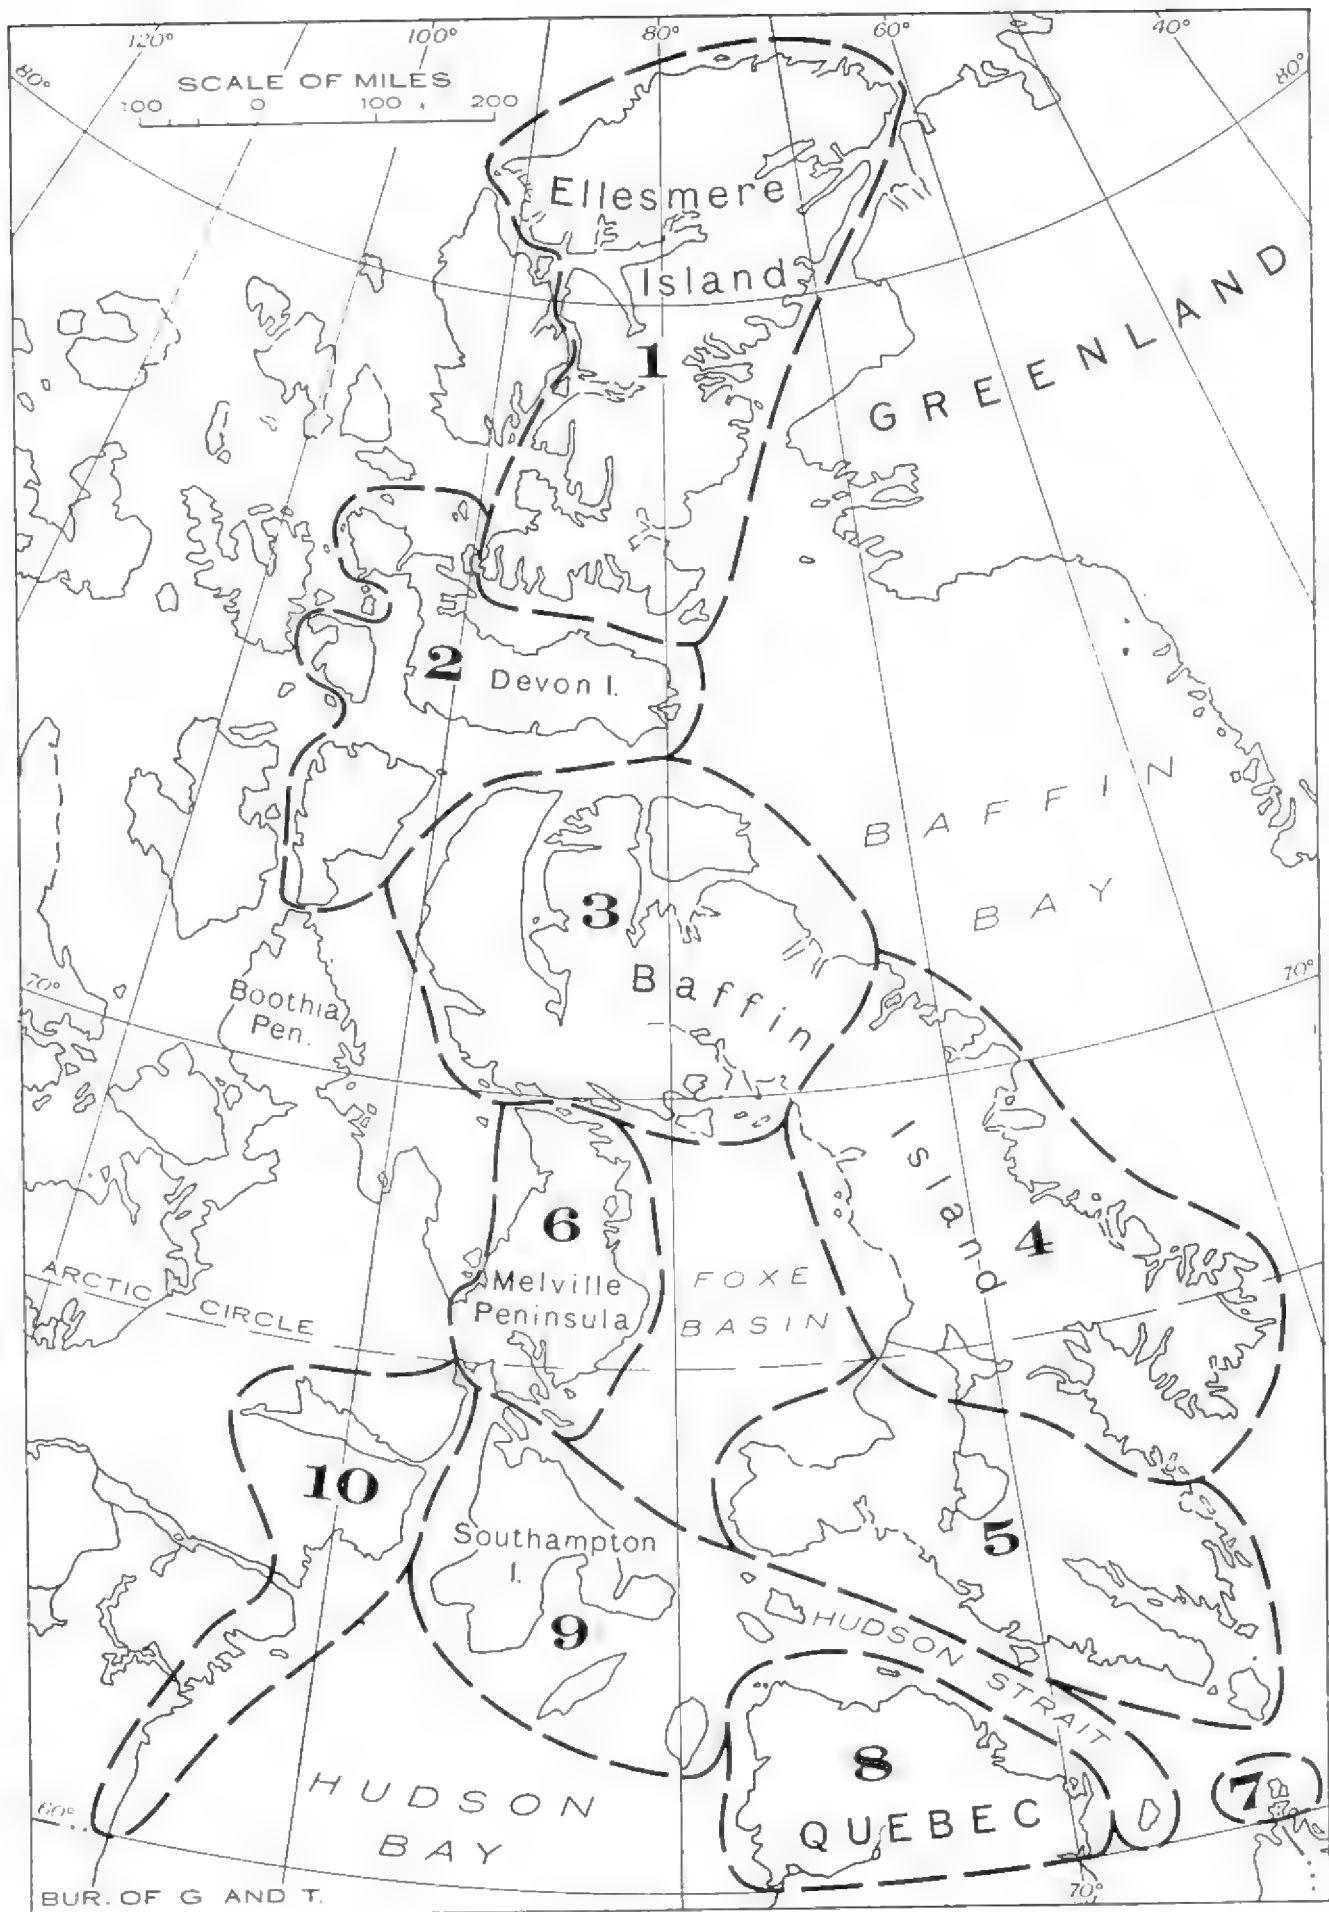 120° 100° 80° 60° 40°
80° 80°
SCALE OF MILES
100 0 100 200
Ellesmere
Island
1
GREENLAND
2 Devon I.
BAFFIN
BAY
3
Baffin
Island
70° 70°
Boothia
Pen.
4
6
Melville
Peninsula
FOXE
BASIN
ARCTIC CIRCLE
10
Southampton
I.
5
9
HUDSON STRAIT
8
QUEBEC
7
HUDSON
BAY
60°
70°
BUR. OF G AND T.